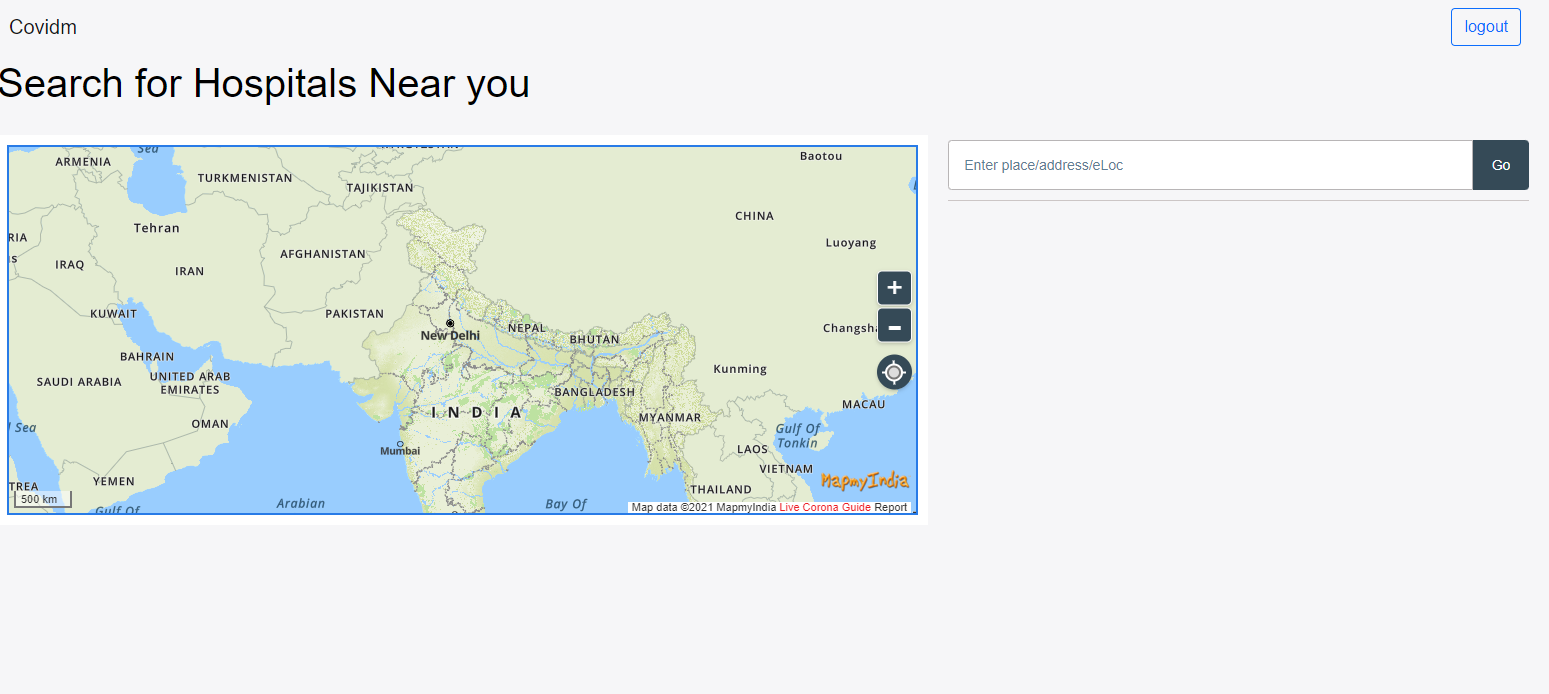 Covidm
logout
Search for Hospitals Near you
Enter place/address/eLoc
Go
Sea
Baotou
ARMENIA
TURKMENISTAN
TAJIKISTAN
CHINA
Tehran
RIA
Luoyang
AFGHANISTAN
s
IRAQ
IRAN
+
KUWAIT
PAKISTAN
New Delhi
NEPAL
Changsha
−
BHUTAN
BAHRAIN
SAUDI ARABIA
UNITED ARAB
EMIRATES
Kunming
BANGLADESH
MACAU
INDIA
MYANMAR
OMAN
Sea
Gulf Of
Tonkin
Mumbai
LAOS
VIETNAM
YEMEN
MapmyIndia
TREA
THAILAND
500 km
Arabian
Bay Of
Gulf Of
Map data ©2021 MapmyIndia Live Corona Guide Report